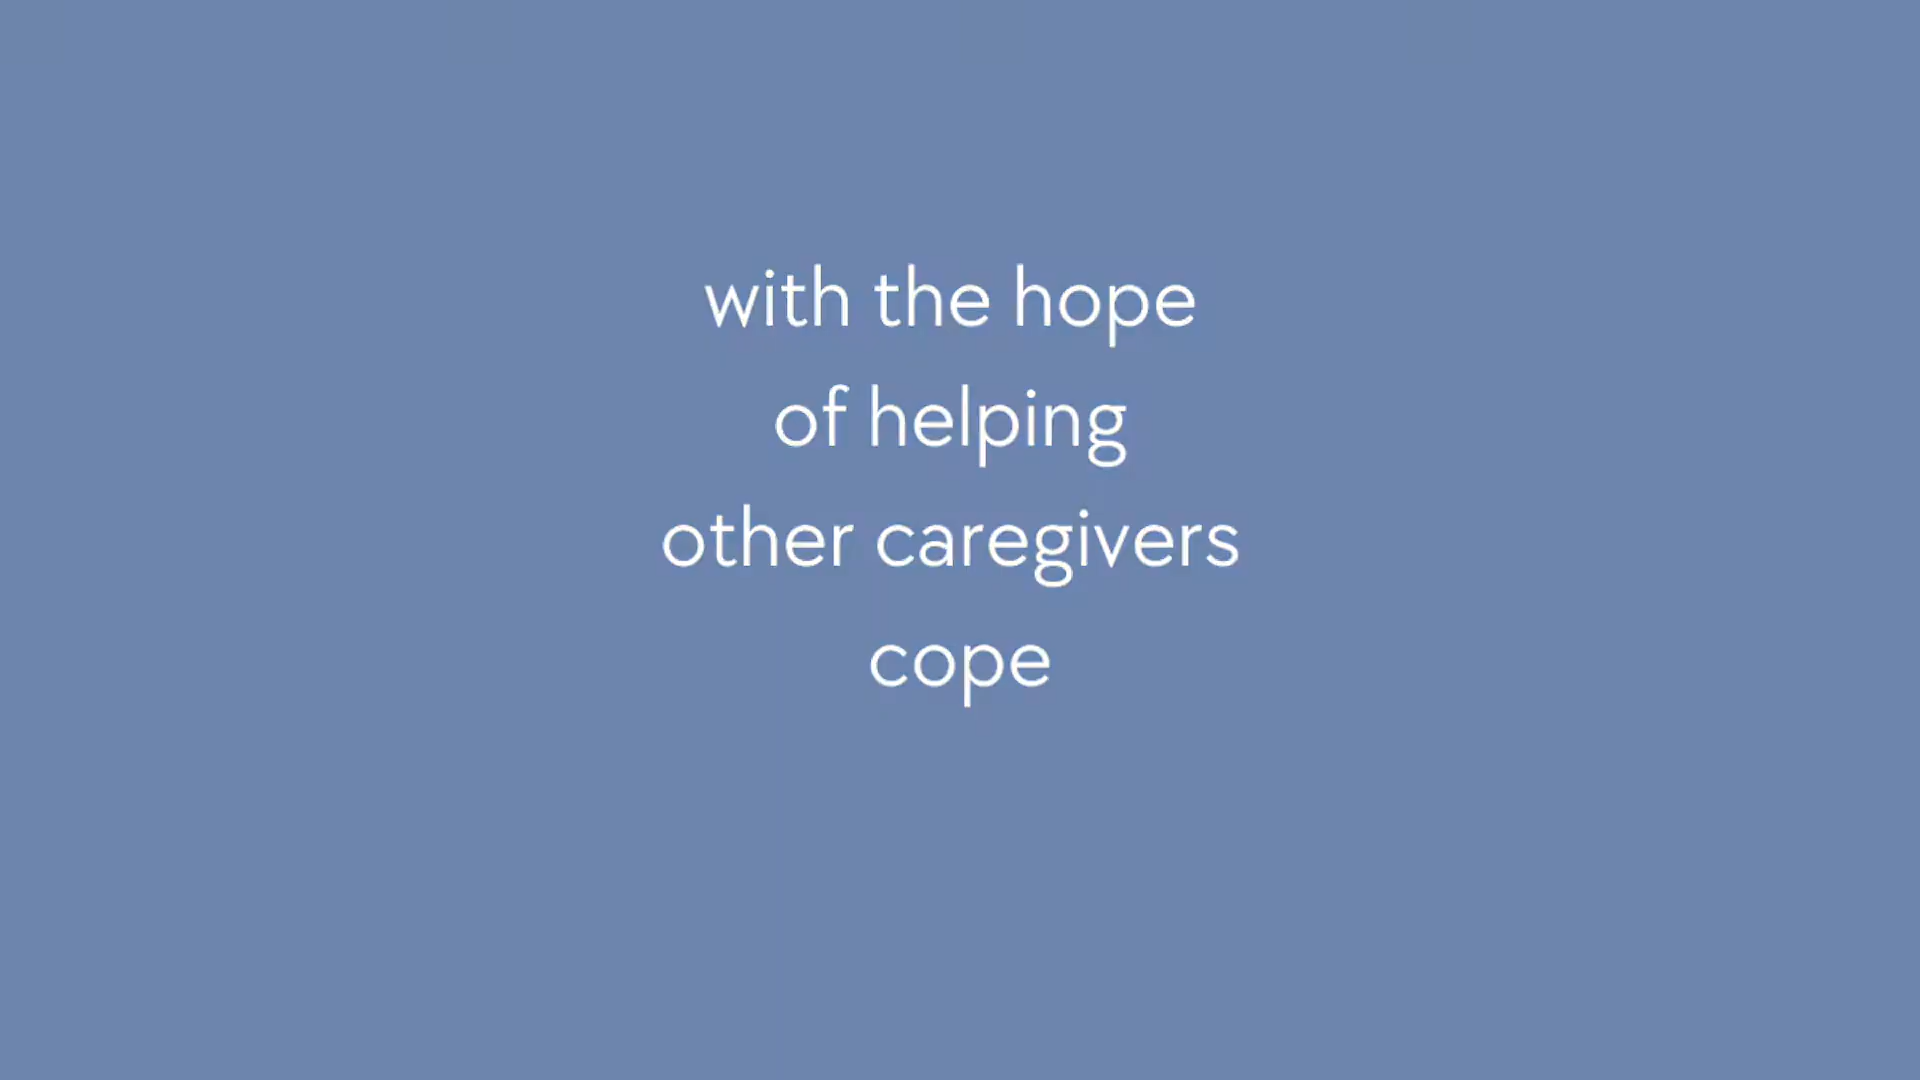 with the hope
of helping
other caregivers
cope